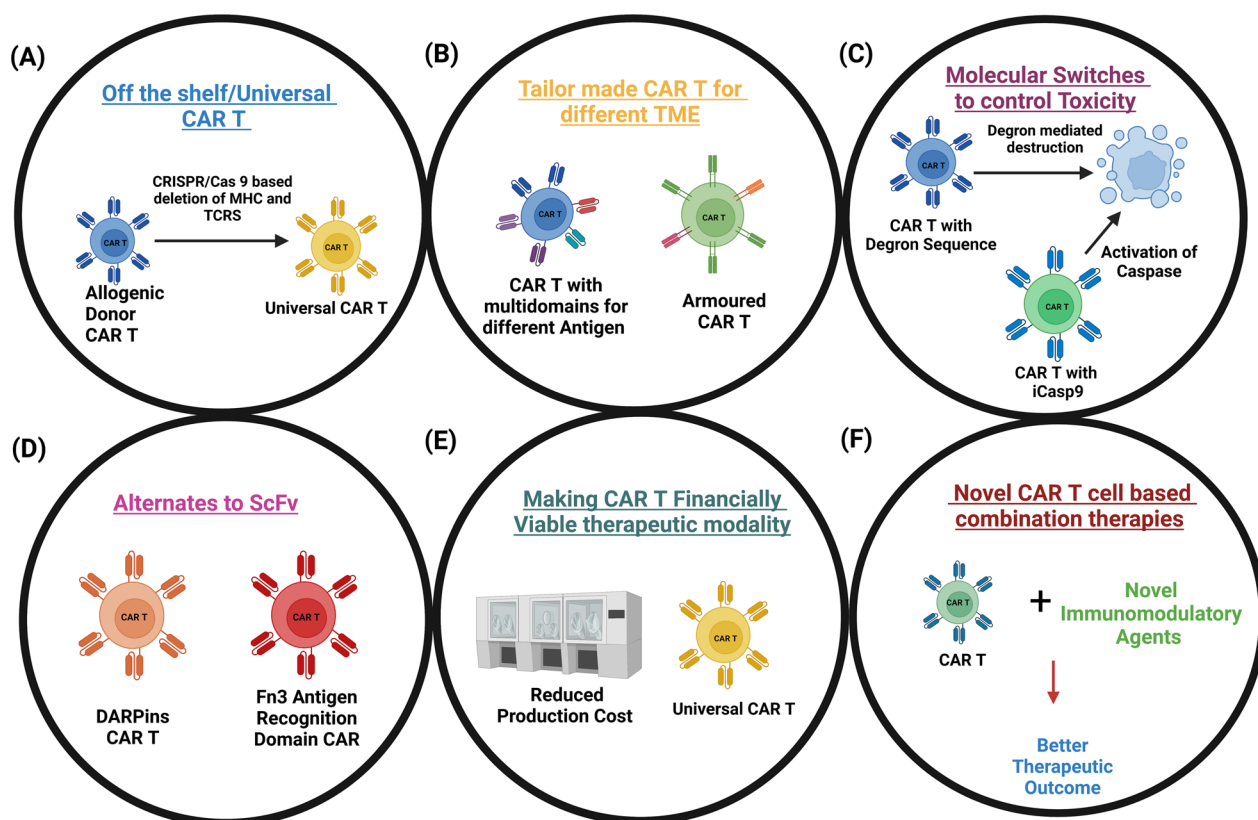 (A)
Off the shelf/Universal
CAR T
CRISPR/Cas 9 based
deletion of MHC and
TCRS
CAR T
CAR T
Allogenic
Donor
CAR T
Universal CAR T
(B)
Tailor made CAR T for
different TME
CAR T
CAR T
CAR T with
multidomains for
different Antigen
Armoured
CAR T
(C)
Molecular Switches
to control Toxicity
Degron mediated
destruction
CAR T
CAR T with
Degron Sequence
Activation of
Caspase
CAR T
CAR T with
iCasp9
(D)
Alternates to ScFv
CAR T
CAR T
DARPins
CAR T
Fn3 Antigen
Recognition
Domain CAR
(E)
Making CAR T Financially
Viable therapeutic modality
CAR T
Reduced
Production Cost
Universal CAR T
(F)
Novel CAR T cell based
combination therapies
CAR T
+
Novel
Immunomodulatory
Agents
CAR T
Better
Therapeutic
Outcome